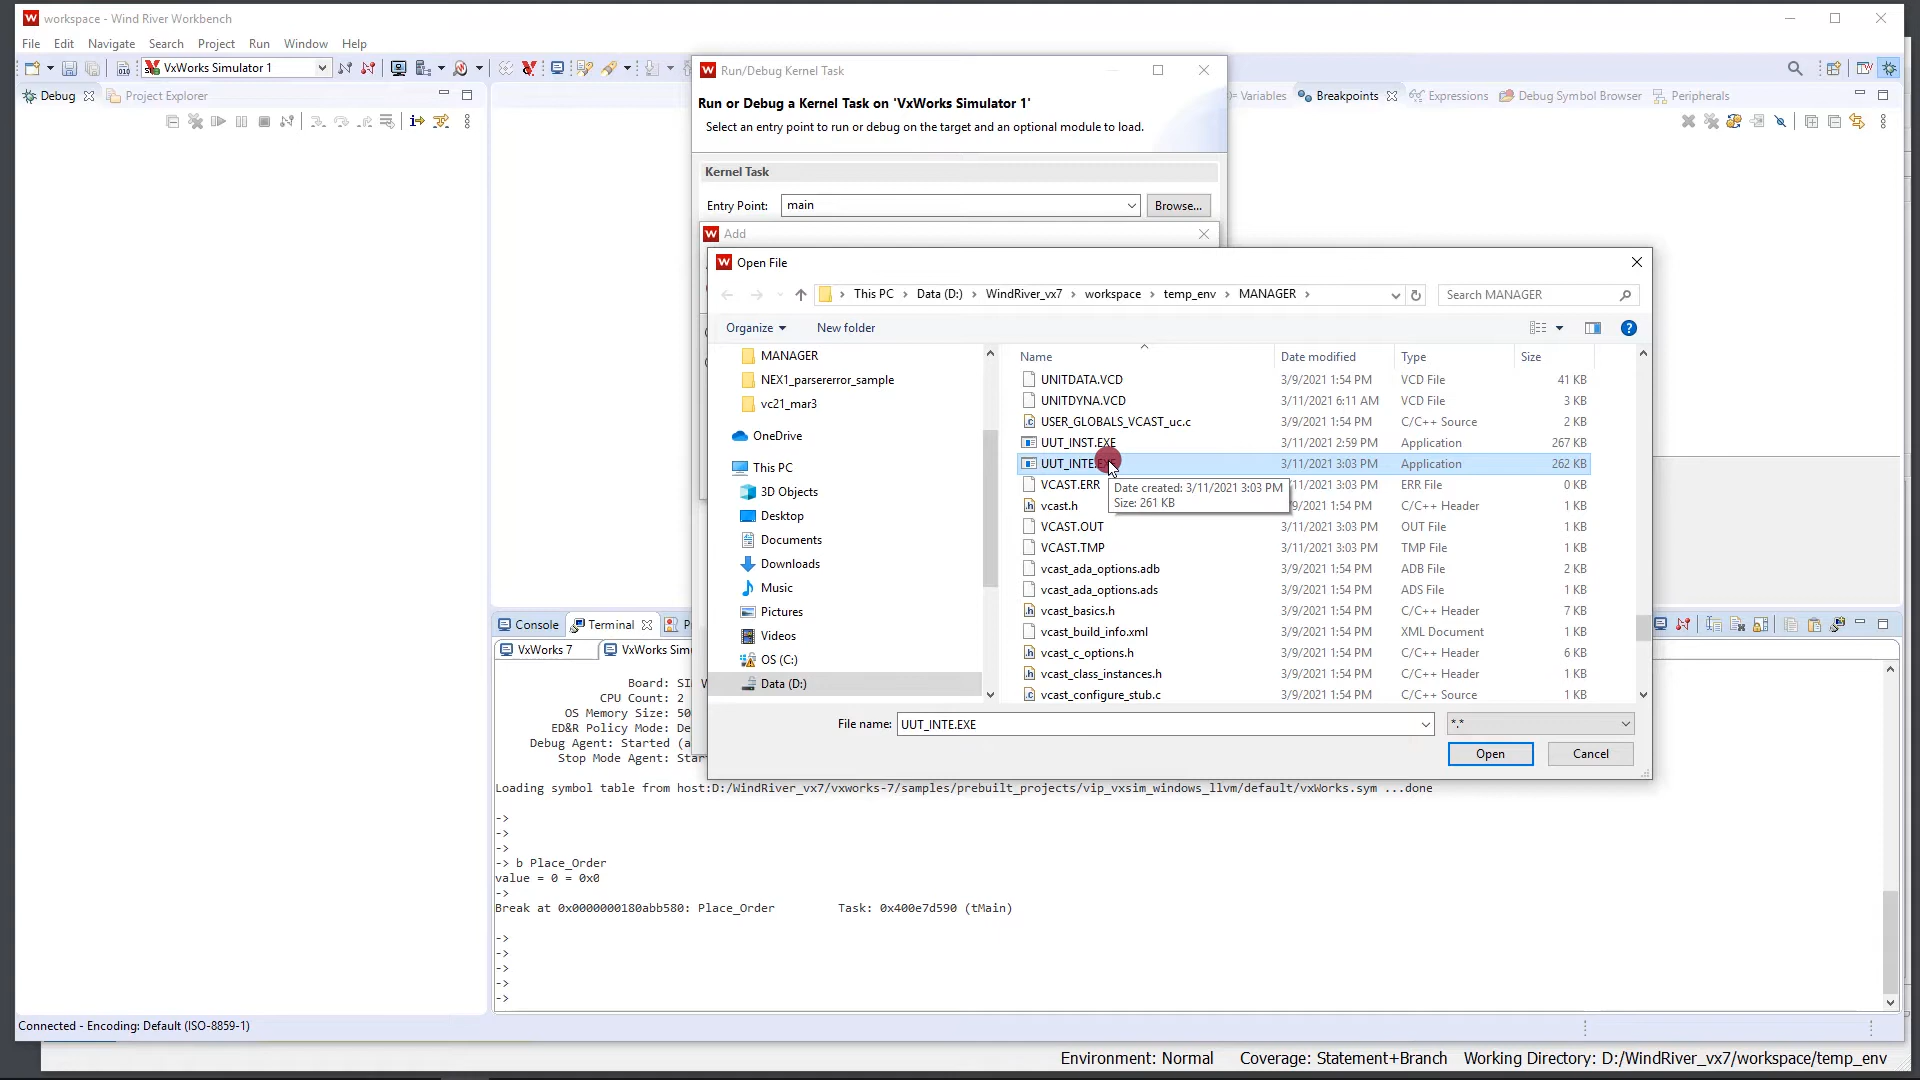 workspace - Wind River Workbench
File Edit Navigate Search Project Run Window Help
VxWorks Simulator 1
Debug Project Explorer
Variables Breakpoints Expressions Debug Symbol Browser Peripherals
Run/Debug Kernel Task
Run or Debug a Kernel Task on 'VxWorks Simulator 1'
Select an entry point to run or debug on the target and an optional module to load.
Kernel Task
Entry Point: main Browse...
Add
Open File
This PC Data (D:) WindRiver_vx7 workspace temp_env MANAGER
Search MANAGER
Organize New folder
MANAGER
NEX1_parsererror_sample
vc21_mar3
OneDrive
This PC
3D Objects
Desktop
Documents
Downloads
Music
Pictures
Videos
OS (C:)
Data (D:)
Name Date modified Type Size
UNITDATA.VCD 3/9/2021 1:54 PM VCD File 41 KB
UNITDYNA.VCD 3/11/2021 6:11 AM VCD File 3 KB
USER_GLOBALS_VCAST_uc.c 3/9/2021 1:54 PM C/C++ Source 2 KB
UUT_INST.EXE 3/11/2021 2:59 PM Application 267 KB
UUT_INTE.EXE 3/11/2021 3:03 PM Application 262 KB
VCAST.ERR 3/11/2021 3:03 PM ERR File 0 KB
Date created: 3/11/2021 3:03 PM
Size: 261 KB
vcast.h 3/9/2021 1:54 PM C/C++ Header 1 KB
VCAST.OUT 3/11/2021 3:03 PM OUT File 1 KB
VCAST.TMP 3/11/2021 3:03 PM TMP File 1 KB
vcast_ada_options.adb 3/9/2021 1:54 PM ADB File 2 KB
vcast_ada_options.ads 3/9/2021 1:54 PM ADS File 1 KB
vcast_basics.h 3/9/2021 1:54 PM C/C++ Header 7 KB
vcast_build_info.xml 3/9/2021 1:54 PM XML Document 1 KB
vcast_c_options.h 3/9/2021 1:54 PM C/C++ Header 6 KB
vcast_class_instances.h 3/9/2021 1:54 PM C/C++ Header 1 KB
vcast_configure_stub.c 3/9/2021 1:54 PM C/C++ Source 1 KB
File name: UUT_INTE.EXE *.*
Open Cancel
Console Terminal
VxWorks 7 VxWorks Sim
Board: SI
CPU Count: 2
OS Memory Size: 50
ED&R Policy Mode: De
Debug Agent: Started (a
Stop Mode Agent: Star
Loading symbol table from host:D:/WindRiver_vx7/vxworks-7/samples/prebuilt_projects/vip_vxsim_windows_llvm/default/vxWorks.sym ...done
->
->
->
-> b Place_Order
value = 0 = 0x0
->
Break at 0x0000000180abb580: Place_Order Task: 0x400e7d590 (tMain)
->
->
->
->
->
Connected - Encoding: Default (ISO-8859-1)
Environment: Normal Coverage: Statement+Branch Working Directory: D:/WindRiver_vx7/workspace/temp_env